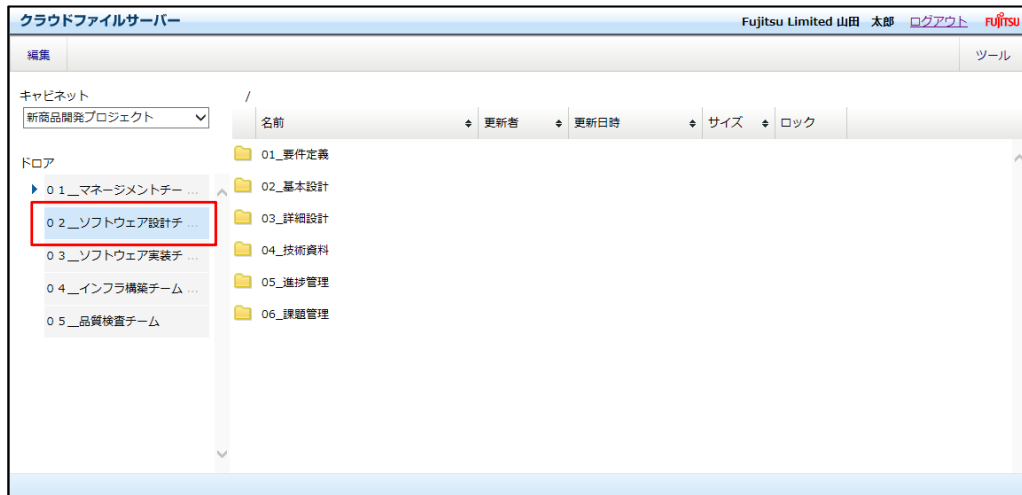 クラウドファイルサーバー Fujitsu Limited 山田 太郎 ログアウト FUJITSU
編集 ツール
キャビネット
新商品開発プロジェクト
ドロア
０１__マネージメントチー ...
０２__ソフトウェア設計チ ...
０３__ソフトウェア実装チ ...
０４__インフラ構築チーム ...
０５__品質検査チーム
/
名前 更新者 更新日時 サイズ ロック
01_要件定義
02_基本設計
03_詳細設計
04_技術資料
05_進捗管理
06_課題管理